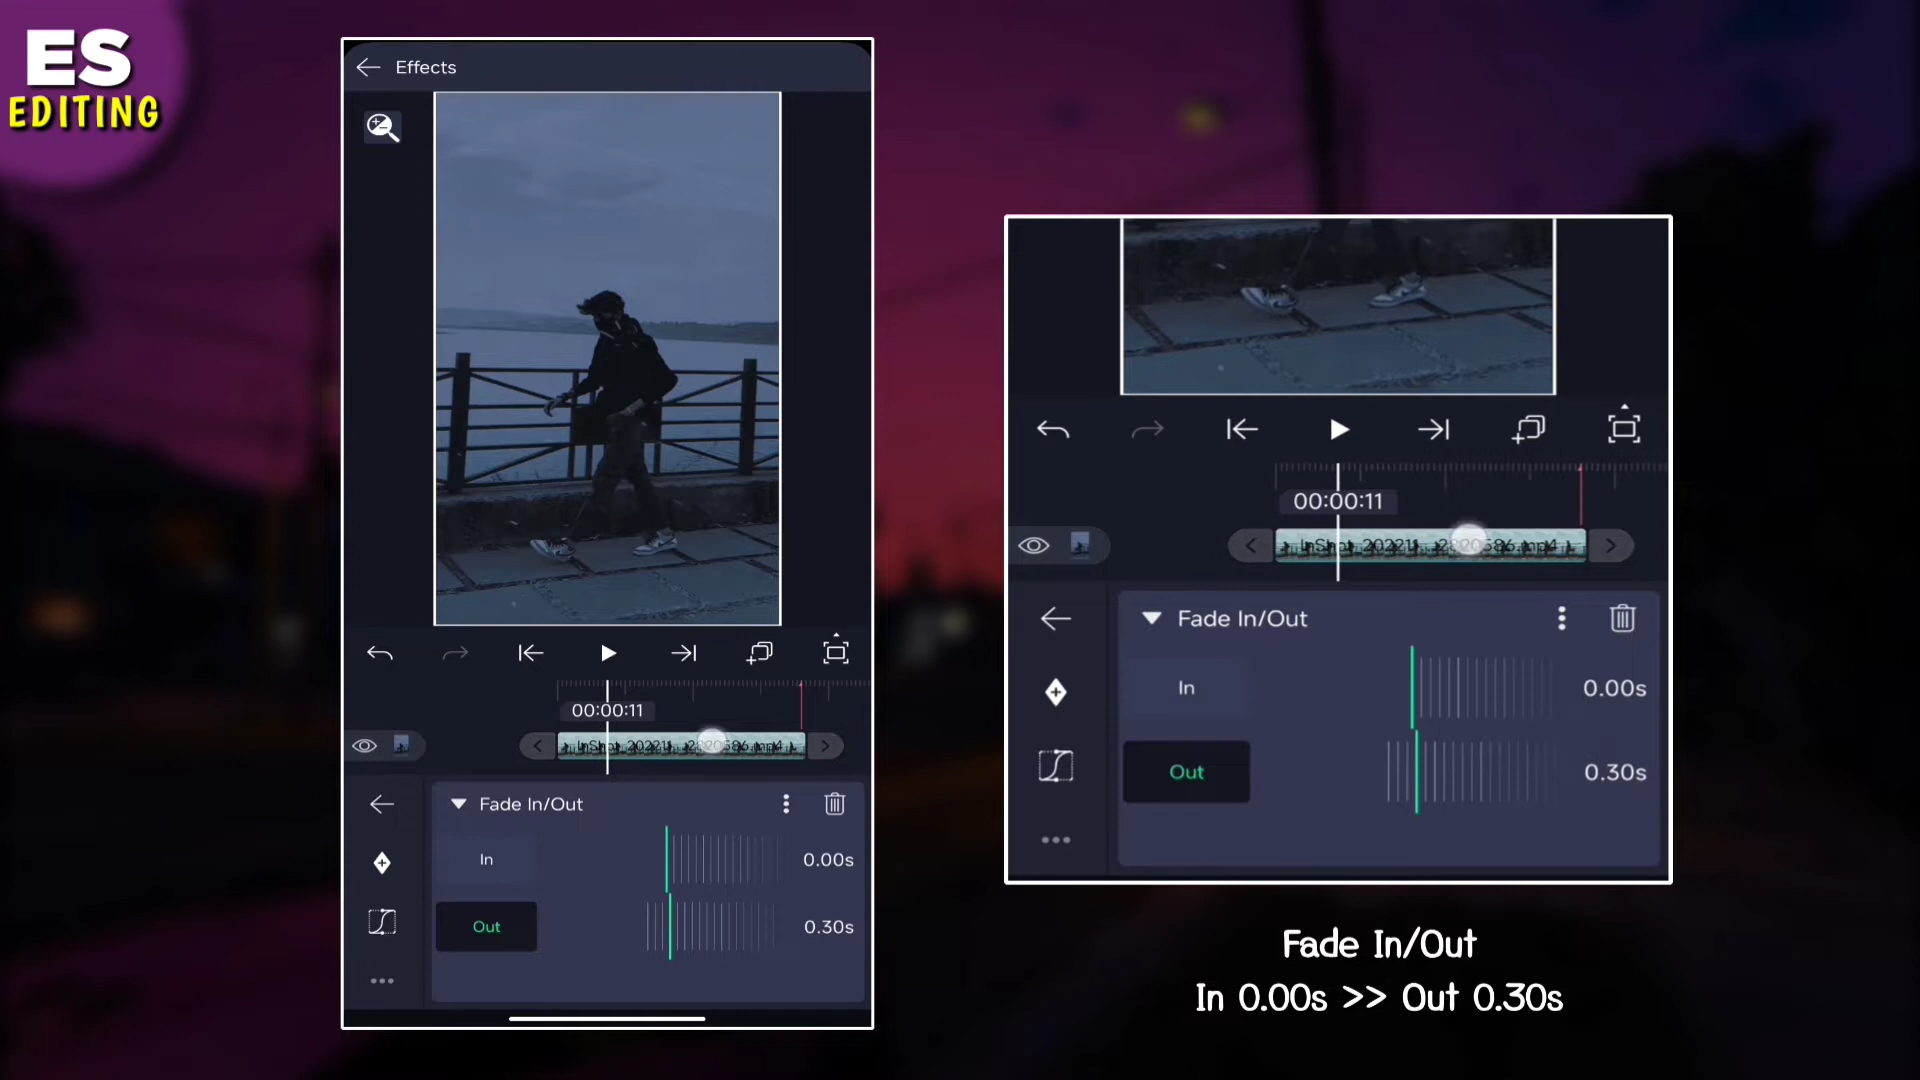 ES
EDITING
Effects
00:00:11
Fade In/Out
In
0.00s
Out
0.30s
00:00:11
Fade In/Out
In
0.00s
Out
0.30s
Fade In/Out
In 0.00s >> Out 0.30s